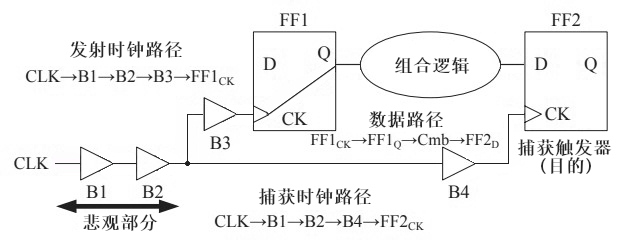 FF1
FF2
发射时钟路径
CLK→B1→B2→B3→FF1CK
D
Q
CK
组合逻辑
D
Q
CK
B3
数据路径
FF1CK→FF1Q→Cmb→FF2D
捕获触发器
(目的)
CLK
B1
B2
B4
悲观部分
捕获时钟路径
CLK→B1→B2→B4→FF2CK